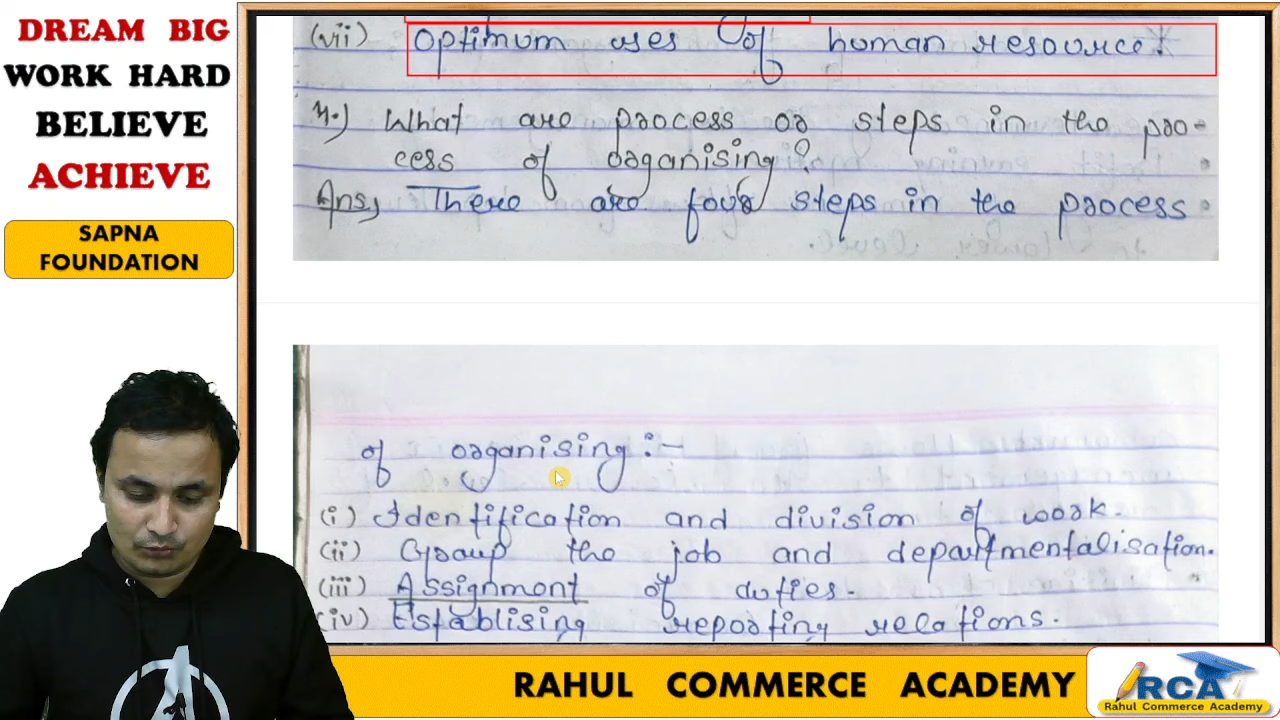 DREAM BIG
WORK HARD
BELIEVE
ACHIEVE
SAPNA
FOUNDATION
(vii) Optimum uses of human resource.
4.) What are process or steps in the pro-
cess of organising?
Ans, There are four steps in the process
of organising :-
(i) Identification and division of work.
(ii) Group the job and departmentalisation.
(iii) Assignment of duties.
(iv) Establising reporting relations.
RAHUL COMMERCE ACADEMY
RCA
Rahul Commerce Academy